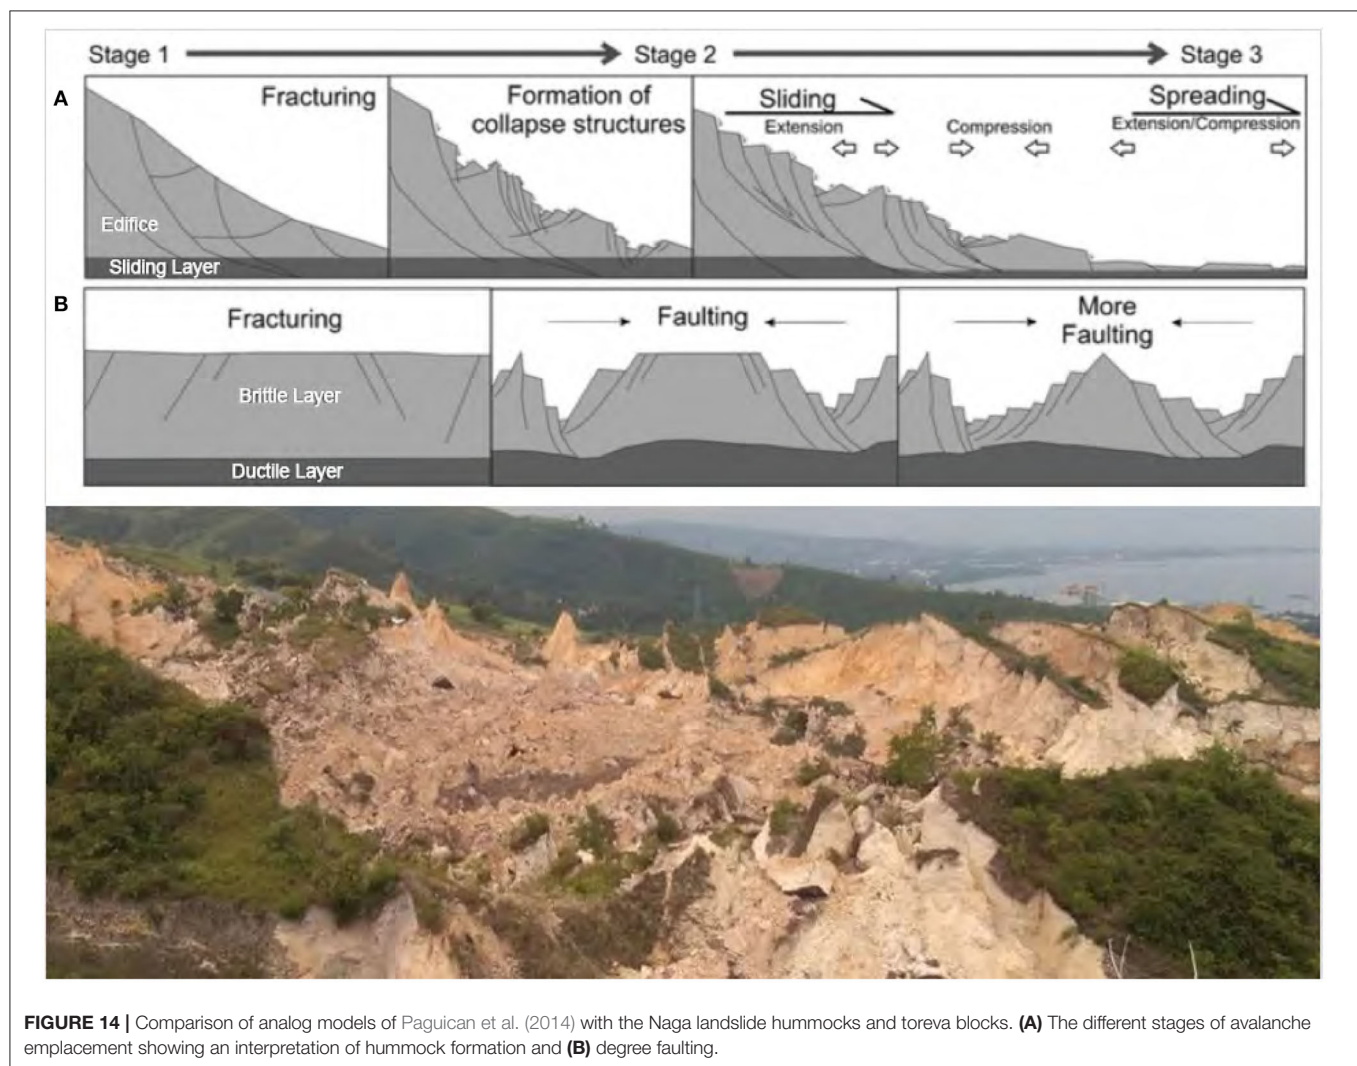 Stage 1 Stage 2 Stage 3
A
Fracturing
Edifice
Sliding Layer
Formation of
collapse structures
Sliding
Extension
Compression
Spreading
Extension/Compression
B
Fracturing
Brittle Layer
Ductile Layer
Faulting
More
Faulting
FIGURE 14 | Comparison of analog models of Paguican et al. (2014) with the Naga landslide hummocks and toreva blocks. (A) The different stages of avalanche
emplacement showing an interpretation of hummock formation and (B) degree faulting.